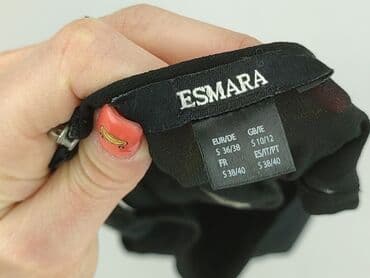 ESMARA
EUR/DE GB/IE
S 36/38 S 10/12
FR ES/IT/PT
S 38/40 S 38/40